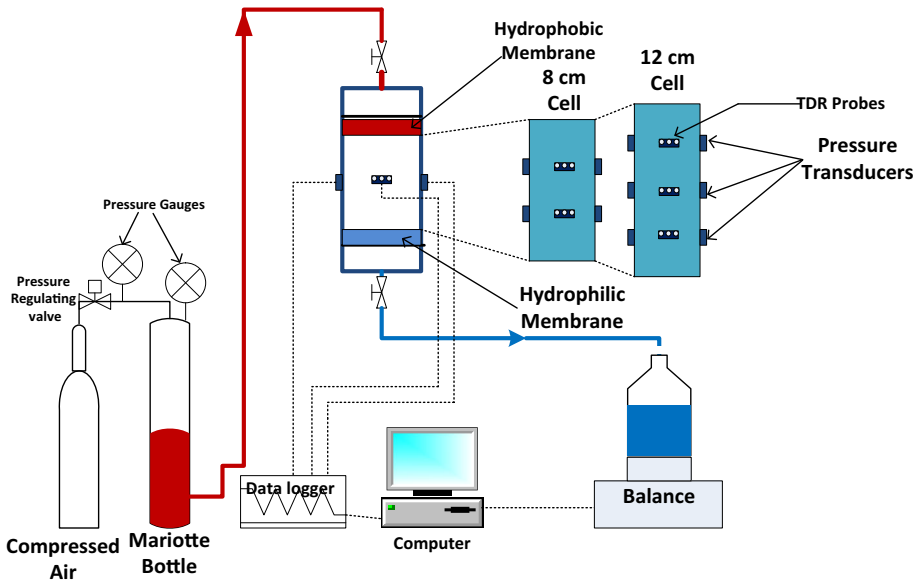 Hydrophobic
Membrane
8 cm
Cell
12 cm
Cell
TDR Probes
Pressure
Transducers
Pressure Gauges
Pressure
Regulating
valve
Hydrophilic
Membrane
Data logger
Balance
Computer
Compressed
Air
Mariotte
Bottle